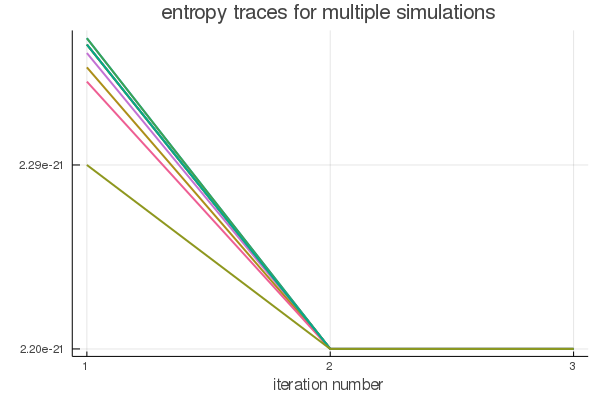 entropy traces for multiple simulations
2.29e-21
2.20e-21
1 2 3
iteration number